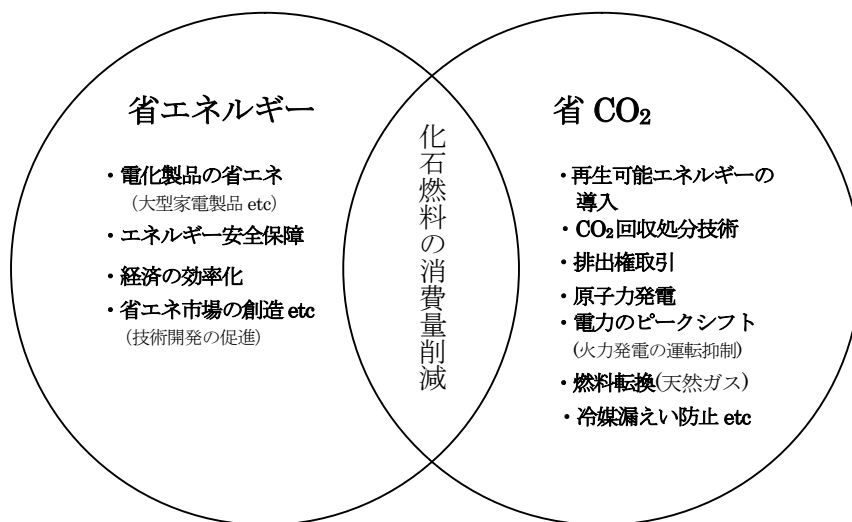 省エネルギー
・電化製品の省エネ
(大型家電製品 etc)
・エネルギー安全保障
・経済の効率化
・省エネ市場の創造 etc
(技術開発の促進)
化石燃料の消費量削減
省 CO₂
・再生可能エネルギーの
導入
・CO₂回収処分技術
・排出権取引
・原子力発電
・電力のピークシフト
(火力発電の運転抑制)
・燃料転換(天然ガス)
・冷媒漏えい防止 etc